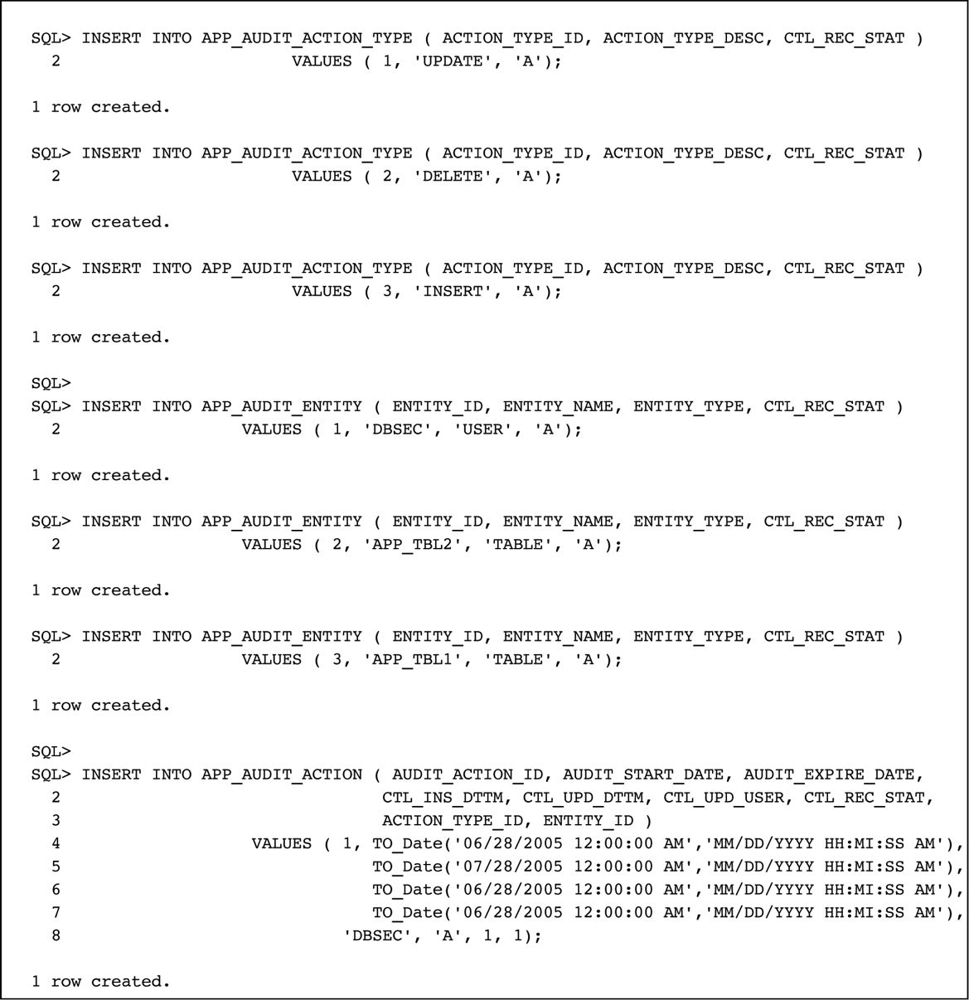 SQL> INSERT INTO APP_AUDIT_ACTION_TYPE ( ACTION_TYPE_ID, ACTION_TYPE_DESC, CTL_REC_STAT )
2 VALUES ( 1, 'UPDATE', 'A');
1 row created.
SQL> INSERT INTO APP_AUDIT_ACTION_TYPE ( ACTION_TYPE_ID, ACTION_TYPE_DESC, CTL_REC_STAT )
2 VALUES ( 2, 'DELETE', 'A');
1 row created.
SQL> INSERT INTO APP_AUDIT_ACTION_TYPE ( ACTION_TYPE_ID, ACTION_TYPE_DESC, CTL_REC_STAT )
2 VALUES ( 3, 'INSERT', 'A');
1 row created.
SQL>
SQL> INSERT INTO APP_AUDIT_ENTITY ( ENTITY_ID, ENTITY_NAME, ENTITY_TYPE, CTL_REC_STAT )
2 VALUES ( 1, 'DBSEC', 'USER', 'A');
1 row created.
SQL> INSERT INTO APP_AUDIT_ENTITY ( ENTITY_ID, ENTITY_NAME, ENTITY_TYPE, CTL_REC_STAT )
2 VALUES ( 2, 'APP_TBL2', 'TABLE', 'A');
1 row created.
SQL> INSERT INTO APP_AUDIT_ENTITY ( ENTITY_ID, ENTITY_NAME, ENTITY_TYPE, CTL_REC_STAT )
2 VALUES ( 3, 'APP_TBL1', 'TABLE', 'A');
1 row created.
SQL>
SQL> INSERT INTO APP_AUDIT_ACTION ( AUDIT_ACTION_ID, AUDIT_START_DATE, AUDIT_EXPIRE_DATE,
2 CTL_INS_DTTM, CTL_UPD_DTTM, CTL_UPD_USER, CTL_REC_STAT,
3 ACTION_TYPE_ID, ENTITY_ID )
4 VALUES ( 1, TO_Date('06/28/2005 12:00:00 AM','MM/DD/YYYY HH:MI:SS AM'),
5 TO_Date('07/28/2005 12:00:00 AM','MM/DD/YYYY HH:MI:SS AM'),
6 TO_Date('06/28/2005 12:00:00 AM','MM/DD/YYYY HH:MI:SS AM'),
7 TO_Date('06/28/2005 12:00:00 AM','MM/DD/YYYY HH:MI:SS AM'),
8 'DBSEC', 'A', 1, 1);
1 row created.